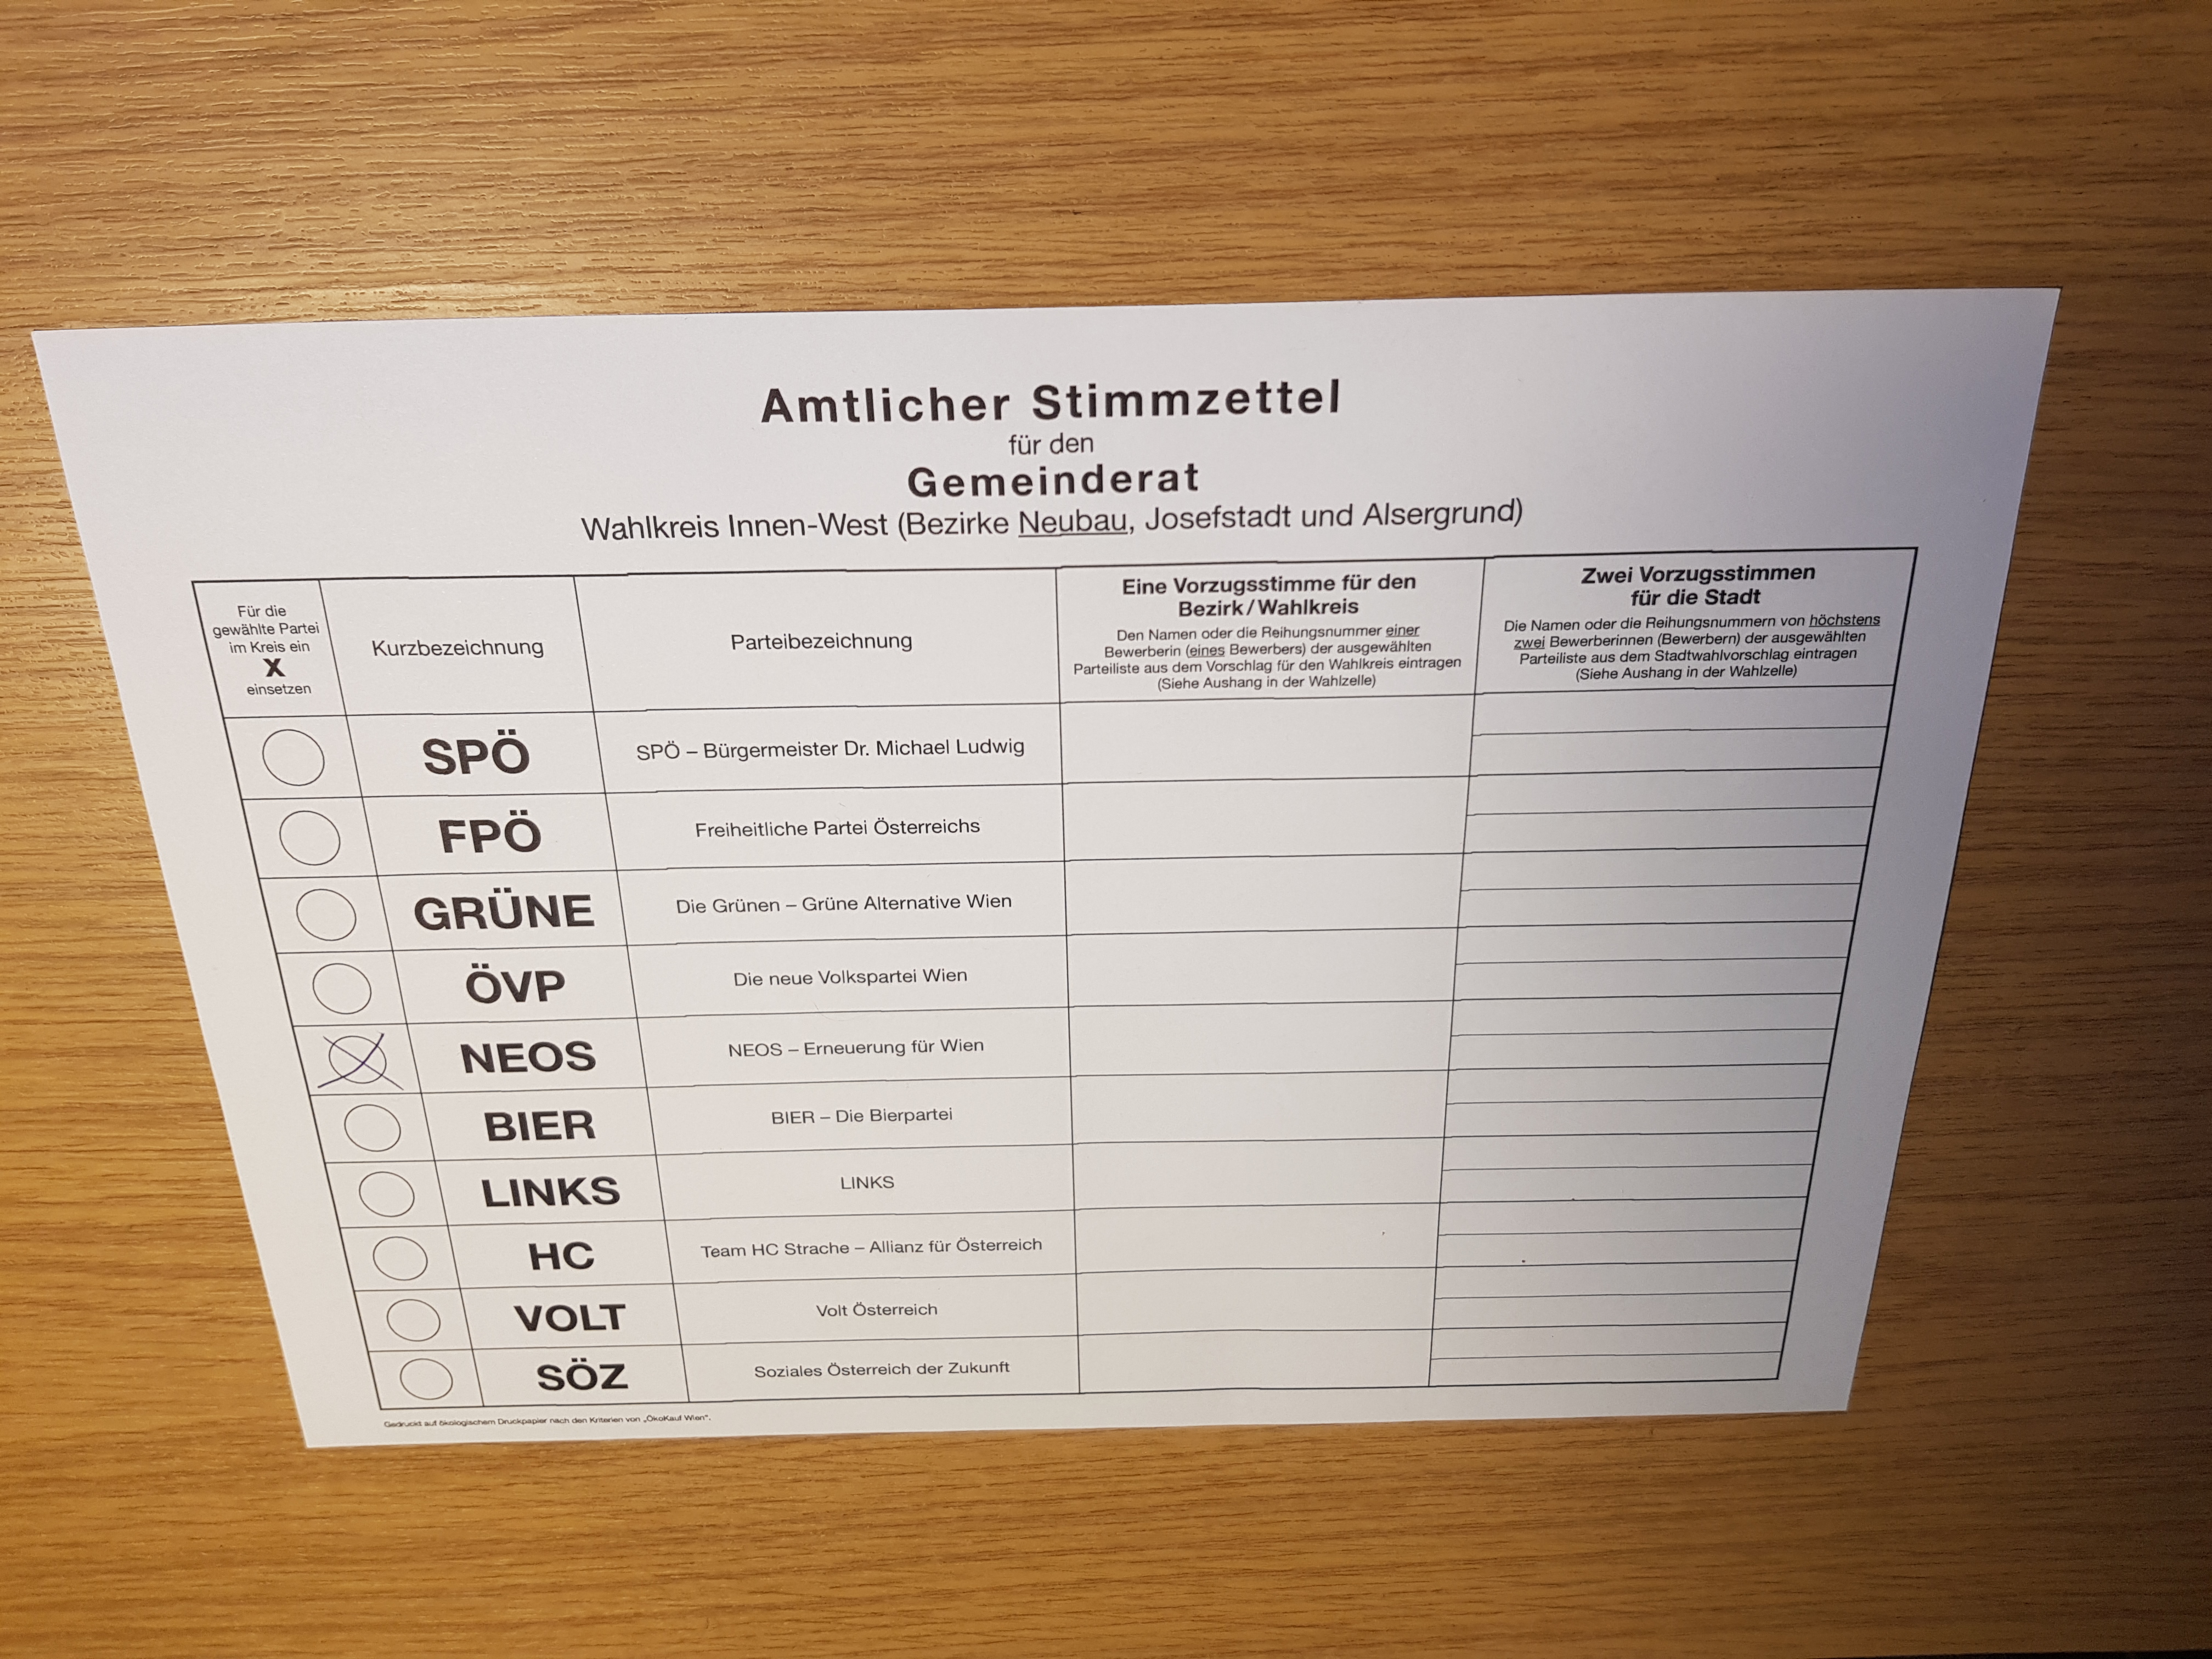 Amtlicher Stimmzettel
für den
Gemeinderat
Wahlkreis Innen-West (Bezirke Neubau, Josefstadt und Alsergrund)
Für die
gewählte Partei
im Kreis ein
X
einsetzen
Kurzbezeichnung
Parteibezeichnung
Eine Vorzugsstimme für den
Bezirk/Wahlkreis
Den Namen oder die Reihungsnummer einer
Bewerberin (eines Bewerbers) der ausgewählten
Parteiliste aus dem Vorschlag für den Wahlkreis eintragen
(Siehe Aushang in der Wahlzelle)
Zwei Vorzugsstimmen
für die Stadt
Die Namen oder die Reihungsnummern von höchstens
zwei Bewerberinnen (Bewerbern) der ausgewählten
Parteiliste aus dem Stadtwahlvorschlag eintragen
(Siehe Aushang in der Wahlzelle)
SPÖ SPÖ – Bürgermeister Dr. Michael Ludwig
FPÖ Freiheitliche Partei Österreichs
GRÜNE Die Grünen – Grüne Alternative Wien
ÖVP Die neue Volkspartei Wien
X NEOS NEOS – Erneuerung für Wien
BIER BIER – Die Bierpartei
LINKS LINKS
HC Team HC Strache – Allianz für Österreich
VOLT Volt Österreich
SÖZ Soziales Österreich der Zukunft
Gedruckt auf ökologischem Druckpapier nach den Kriterien von „ÖkoKauf Wien“.